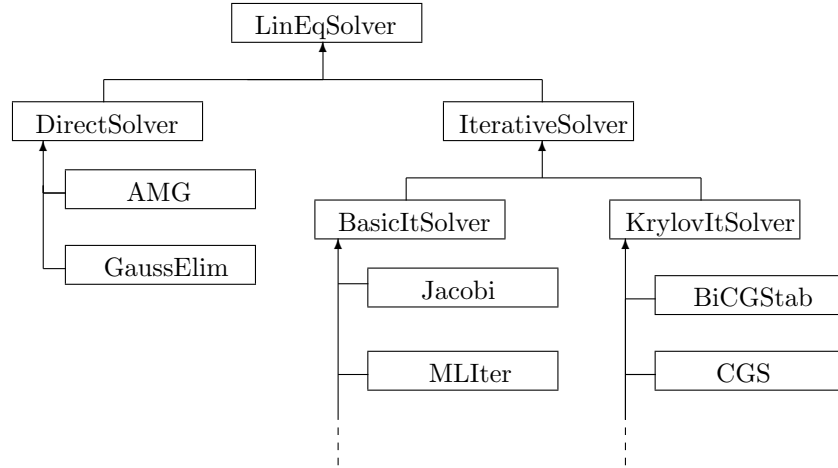 LinEqSolver
DirectSolver
IterativeSolver
AMG
GaussElim
BasicItSolver
KrylovItSolver
Jacobi
BiCGStab
MLIter
CGS